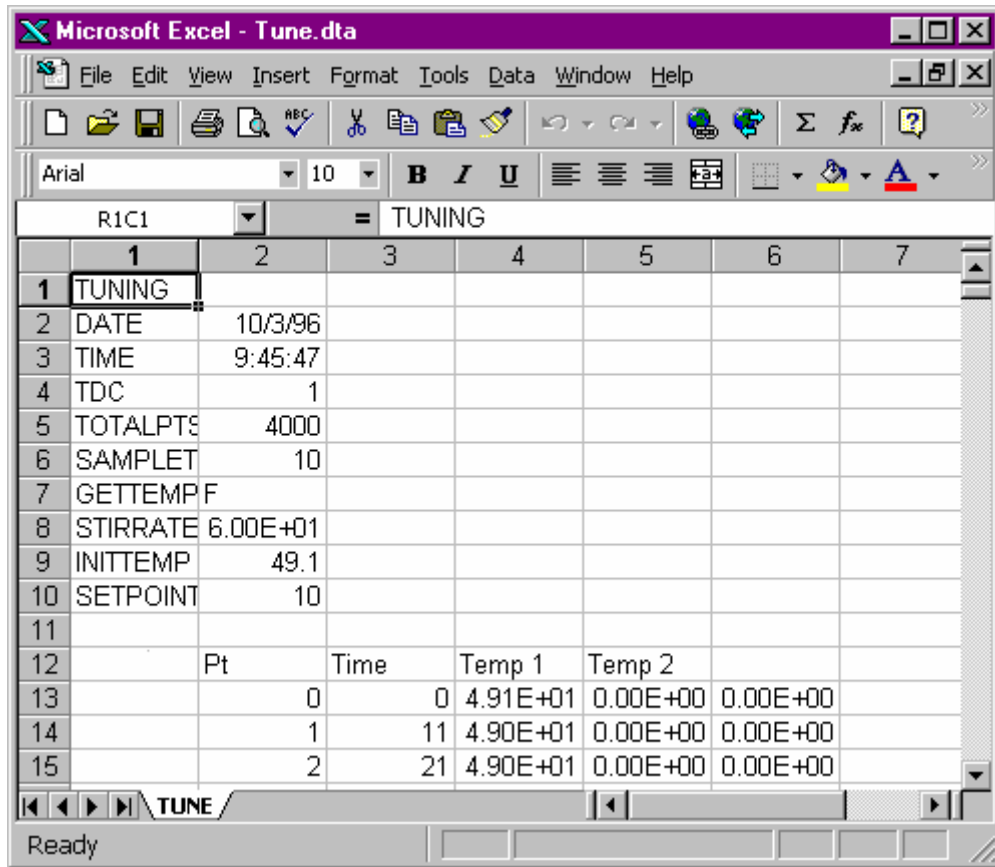 Microsoft Excel - Tune.dta
File Edit View Insert Format Tools Data Window Help
ABC Σ fx ?
Arial 10 B I U A
R1C1 = TUNING
1 2 3 4 5 6 7
1 TUNING
2 DATE 10/3/96
3 TIME 9:45:47
4 TDC 1
5 TOTALPTS 4000
6 SAMPLET 10
7 GETTEMP F
8 STIRRATE 6.00E+01
9 INITTEMP 49.1
10 SETPOINT 10
11
12 Pt Time Temp 1 Temp 2
13 0 0 4.91E+01 0.00E+00 0.00E+00
14 1 11 4.90E+01 0.00E+00 0.00E+00
15 2 21 4.90E+01 0.00E+00 0.00E+00
TUNE
Ready